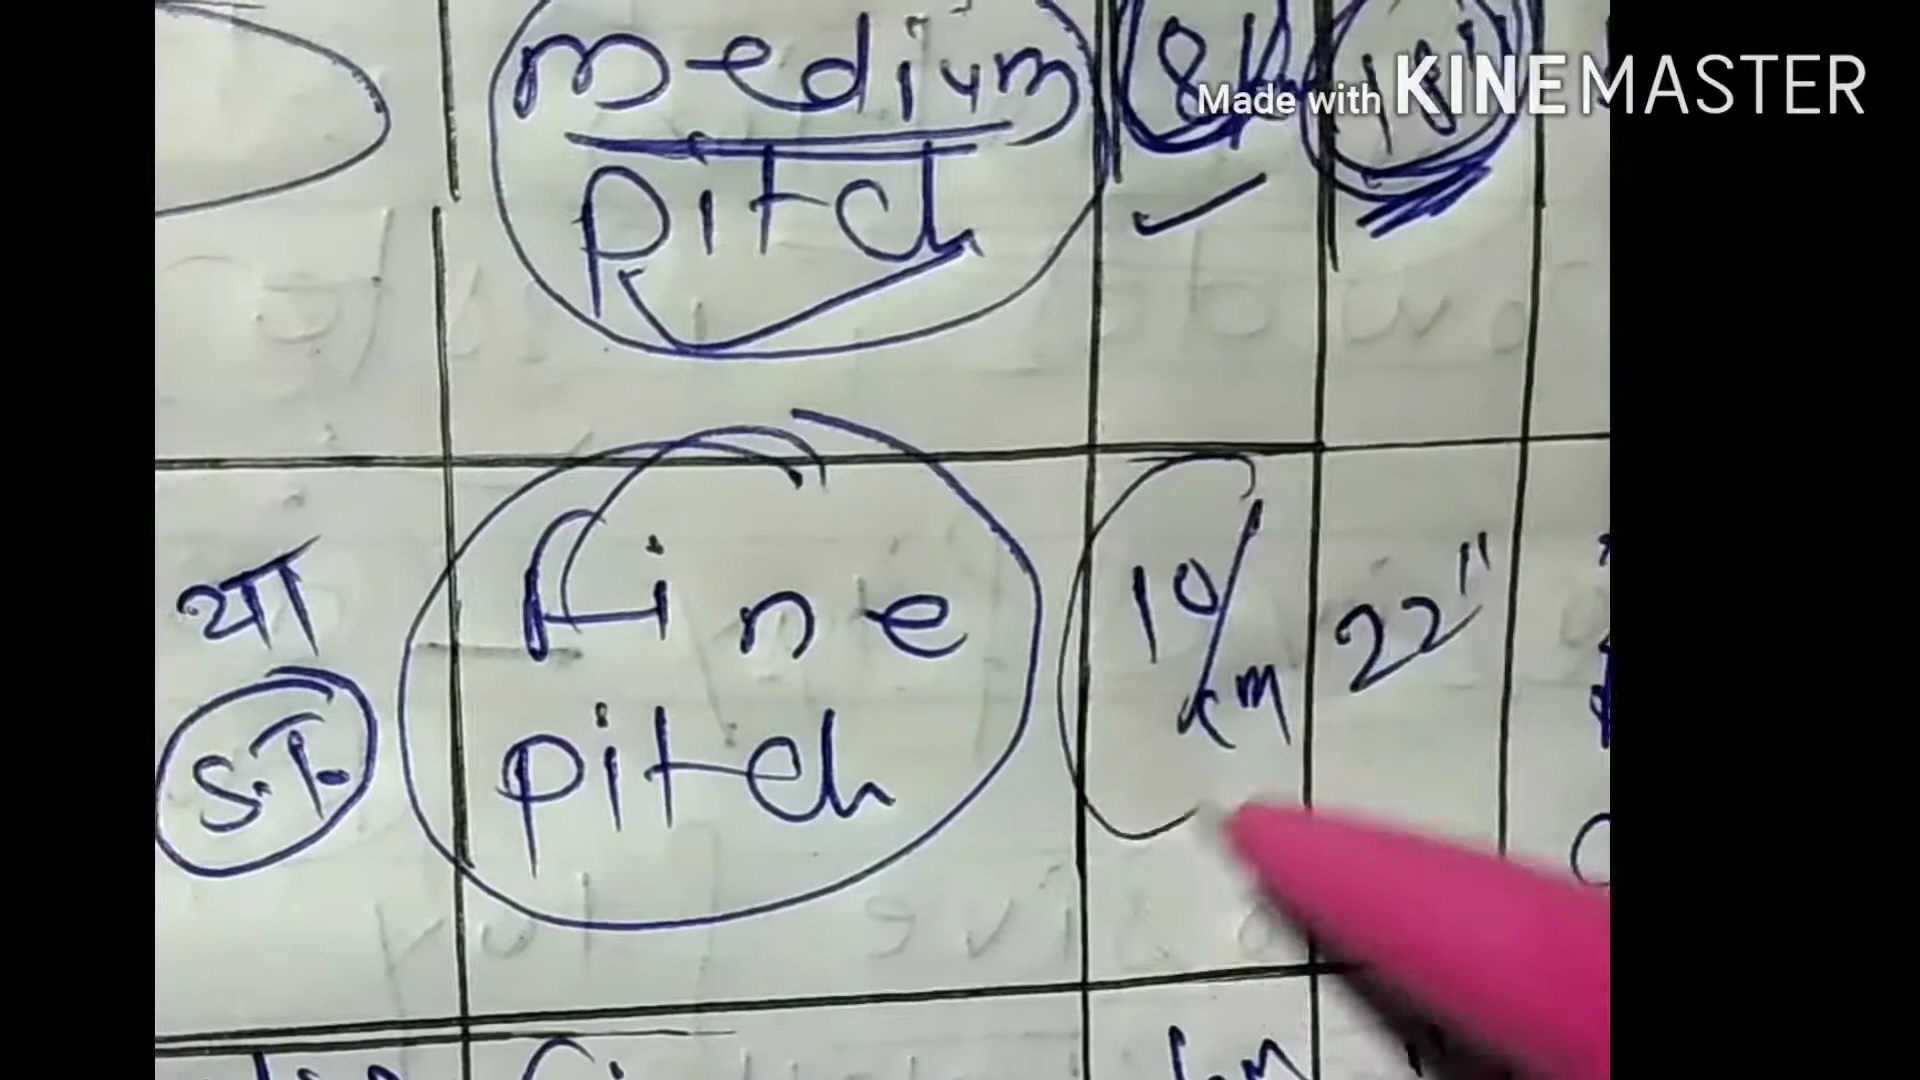 medium
pitch
Made with KINEMASTER
या
S.T.
Fine
pitch
10/cm
22"